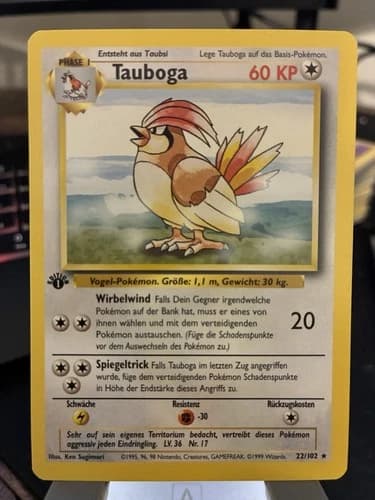 Entsteht aus Taubsi
Lege Tauboga auf das Basis-Pokémon.
PHASE 1
Tauboga
60 KP
EDITION
1
Vogel-Pokémon. Größe: 1,1 m, Gewicht: 30 kg.
Wirbelwind Falls Dein Gegner irgendwelche
Pokémon auf der Bank hat, muss er eines von
ihnen wählen und mit dem verteidigenden
Pokémon austauschen. (Füge die Schadenspunkte
vor dem Auswechseln des Pokémon zu.)
20
Spiegeltrick Falls Tauboga im letzten Zug angegriffen
wurde, füge dem verteidigenden Pokémon Schadenspunkte
in Höhe der Endstärke dieses Angriffs zu.
Schwäche
Resistenz
Rückzugskosten
-30
Sehr auf sein eigenes Territorium bedacht, vertreibt dieses Pokémon
aggressiv jeden Eindringling. LV. 36 Nr. 17
Illus. Ken Sugimori
©1995, 96, 98 Nintendo, Creatures, GAMEFREAK. ©1999 Wizards.
22/102 ★